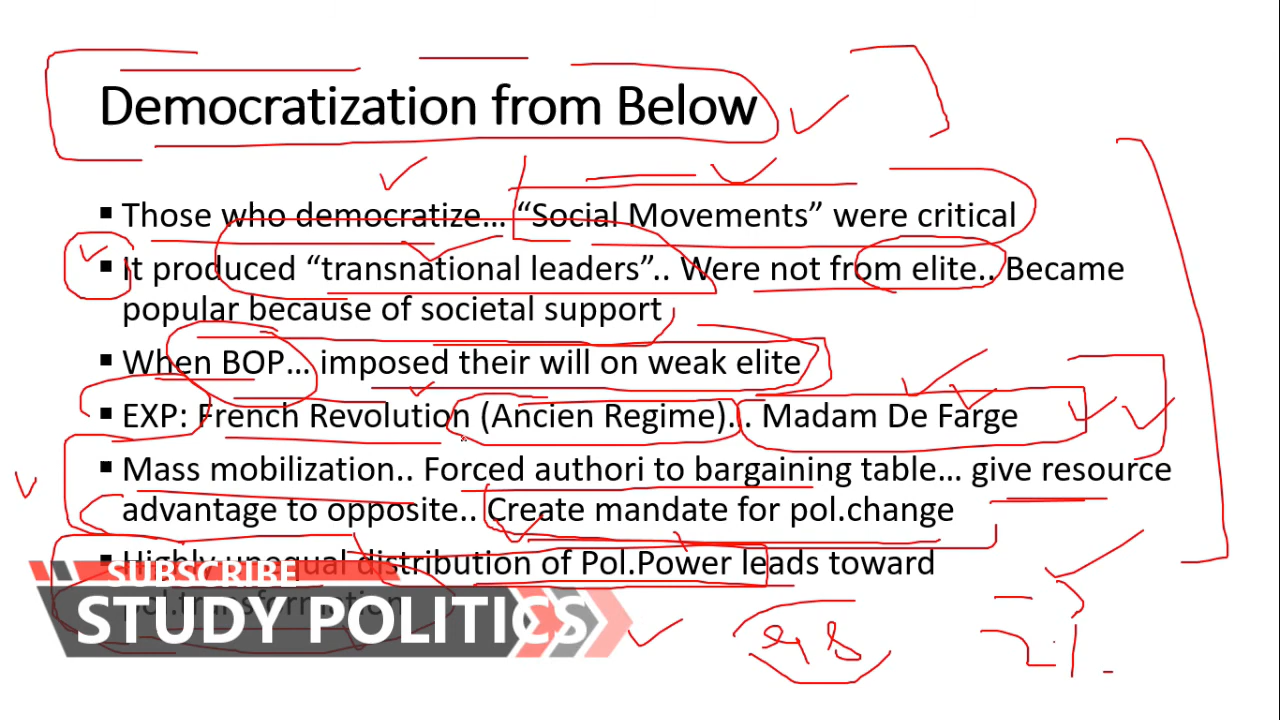 Democratization from Below
▪ Those who democratize… “Social Movements” were critical
▪ It produced “transnational leaders”.. Were not from elite.. Became
popular because of societal support
▪ When BOP… imposed their will on weak elite
▪ EXP: French Revolution (Ancien Regime)… Madam De Farge
▪ Mass mobilization.. Forced authori to bargaining table… give resource
advantage to opposite.. Create mandate for pol.change
▪ Highly unequal distribution of Pol.Power leads toward
pol.transformation
SUBSCRIBE
STUDY POLITICS